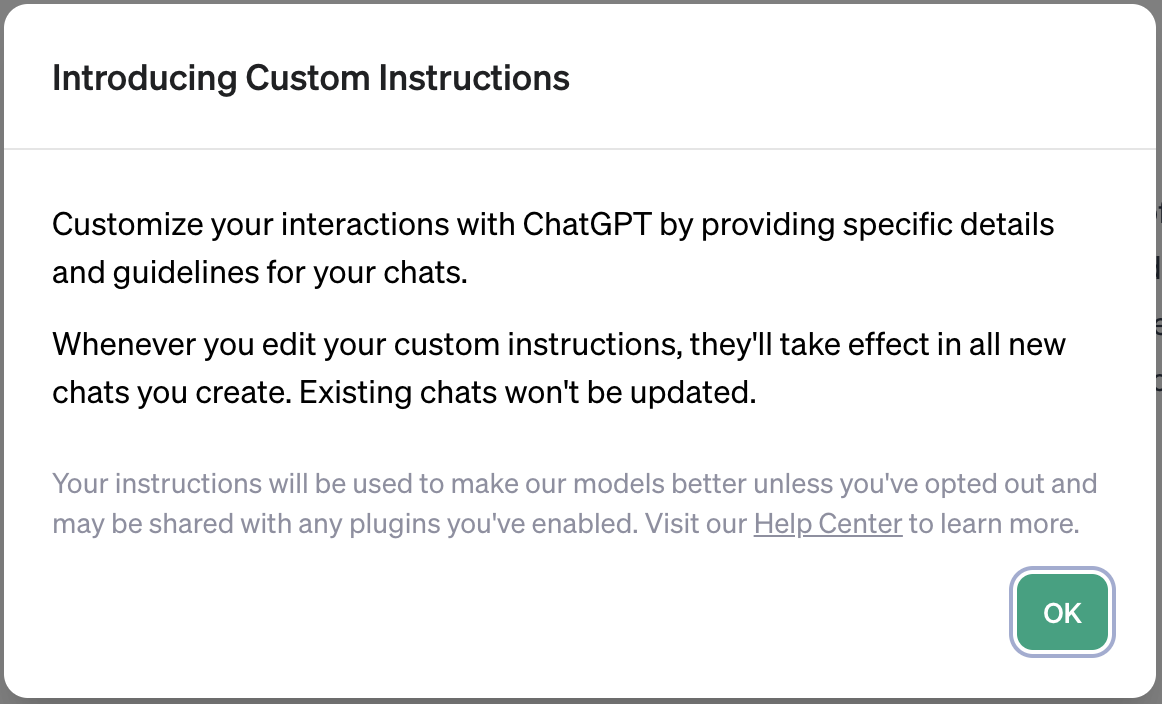 Introducing Custom Instructions
Customize your interactions with ChatGPT by providing specific details
and guidelines for your chats.
Whenever you edit your custom instructions, they'll take effect in all new
chats you create. Existing chats won't be updated.
Your instructions will be used to make our models better unless you've opted out and
may be shared with any plugins you've enabled. Visit our Help Center to learn more.
OK